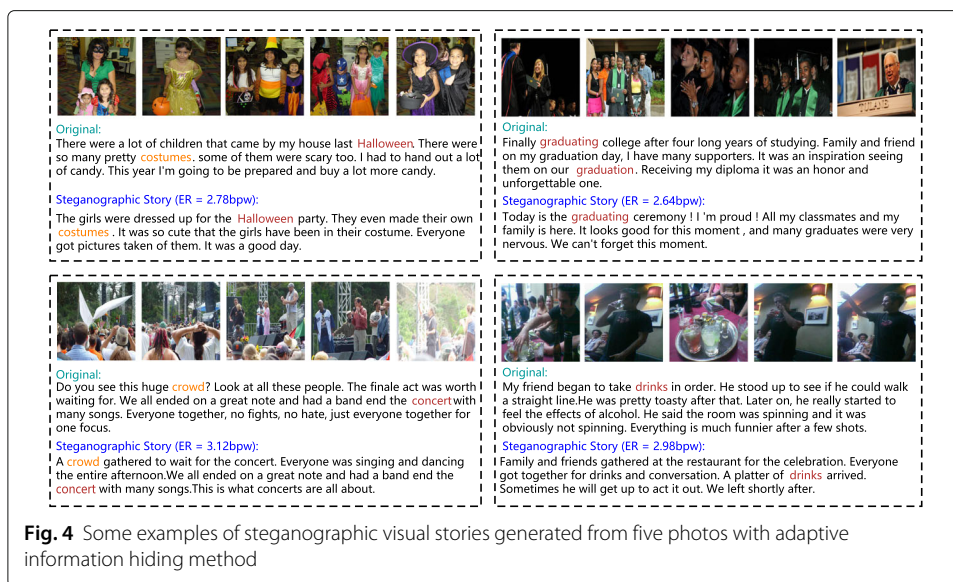 Original:
There were a lot of children that came by my house last Halloween. There were
so many pretty costumes. some of them were scary too. I had to hand out a lot
of candy. This year I'm going to be prepared and buy a lot more candy.
Steganographic Story (ER = 2.78bpw):
The girls were dressed up for the Halloween party. They even made their own
costumes . It was so cute that the girls have been in their costume. Everyone
got pictures taken of them. It was a good day.
TULANE
Original:
Finally graduating college after four long years of studying. Family and friend
on my graduation day, I have many supporters. It was an inspiration seeing
them on our graduation. Receiving my diploma it was an honor and
unforgettable one.
Steganographic Story (ER = 2.64bpw):
Today is the graduating ceremony ! I 'm proud ! All my classmates and my
family is here. It looks good for this moment , and many graduates were very
nervous. We can't forget this moment.
Original:
Do you see this huge crowd? Look at all these people. The finale act was worth
waiting for. We all ended on a great note and had a band end the concertwith
many songs. Everyone together, no fights, no hate, just everyone together for
one focus.
Steganographic Story (ER = 3.12bpw):
A crowd gathered to wait for the concert. Everyone was singing and dancing
the entire afternoon.We all ended on a great note and had a band end the
concert with many songs.This is what concerts are all about.
Original:
My friend began to take drinks in order. He stood up to see if he could walk
a straight line.He was pretty toasty after that. Later on, he really started to
feel the effects of alcohol. He said the room was spinning and it was
obviously not spinning. Everything is much funnier after a few shots.
Steganographic Story (ER = 2.98bpw):
Family and friends gathered at the restaurant for the celebration. Everyone
got together for drinks and conversation. A platter of drinks arrived.
Sometimes he will get up to act it out. We left shortly after.
Fig. 4 Some examples of steganographic visual stories generated from five photos with adaptive
information hiding method